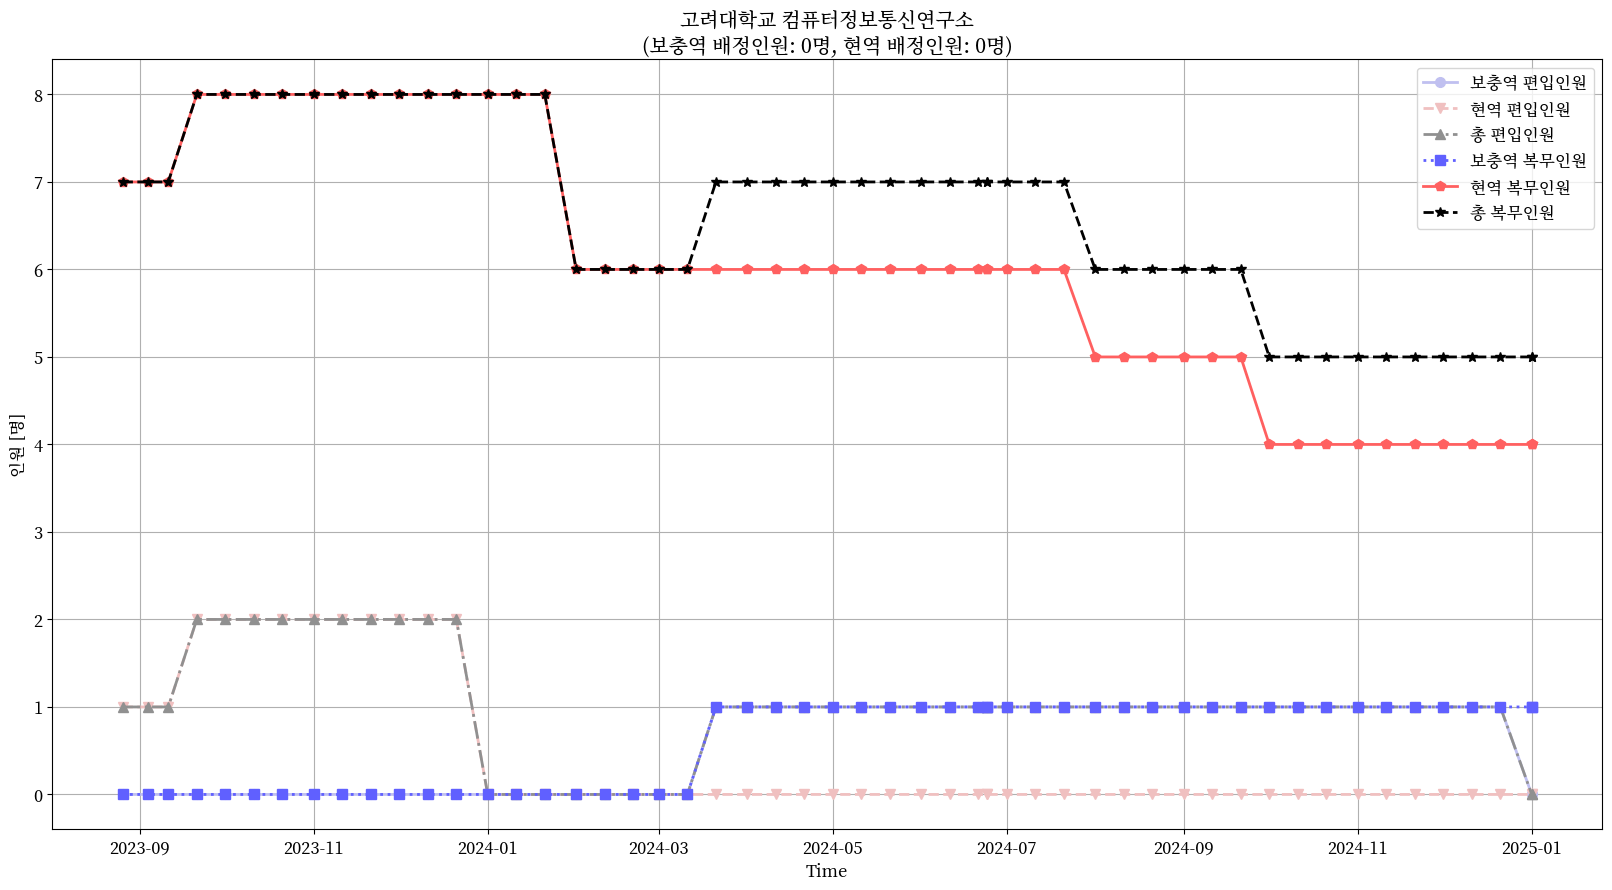 고려대학교 컴퓨터정보통신연구소
(보충역 배정인원: 0명, 현역 배정인원: 0명)
보충역 편입인원
현역 편입인원
총 편입인원
보충역 복무인원
현역 복무인원
총 복무인원
인원 [명]
8
7
6
5
4
3
2
1
0
2023-09
2023-11
2024-01
2024-03
2024-05
2024-07
2024-09
2024-11
2025-01
Time